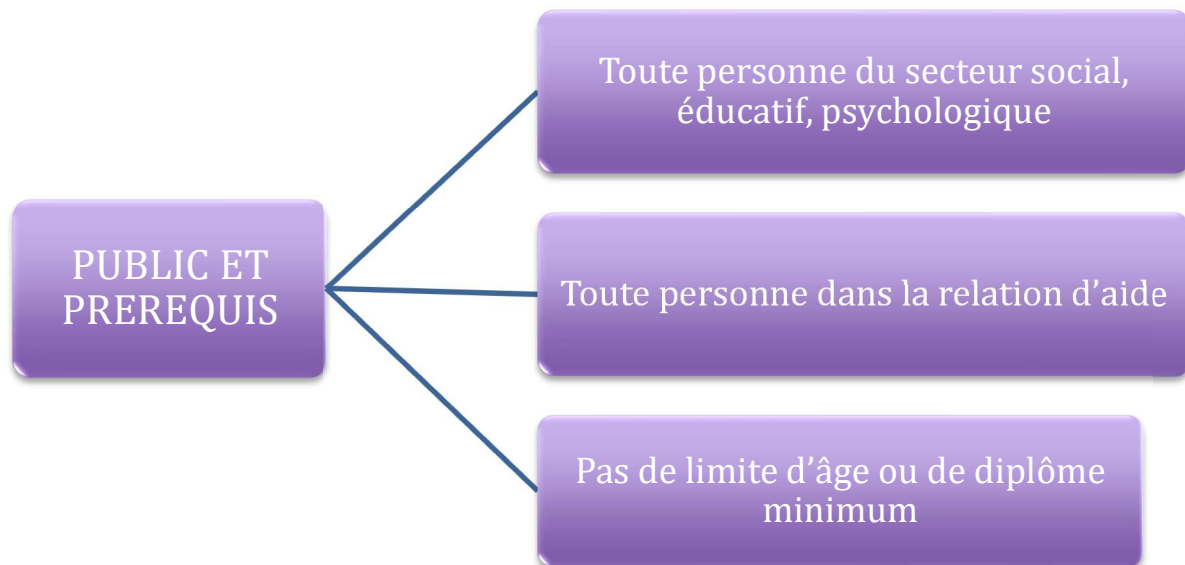 PUBLIC ET
PREREQUIS
Toute personne du secteur social,
éducatif, psychologique
Toute personne dans la relation d’aide
Pas de limite d’âge ou de diplôme
minimum